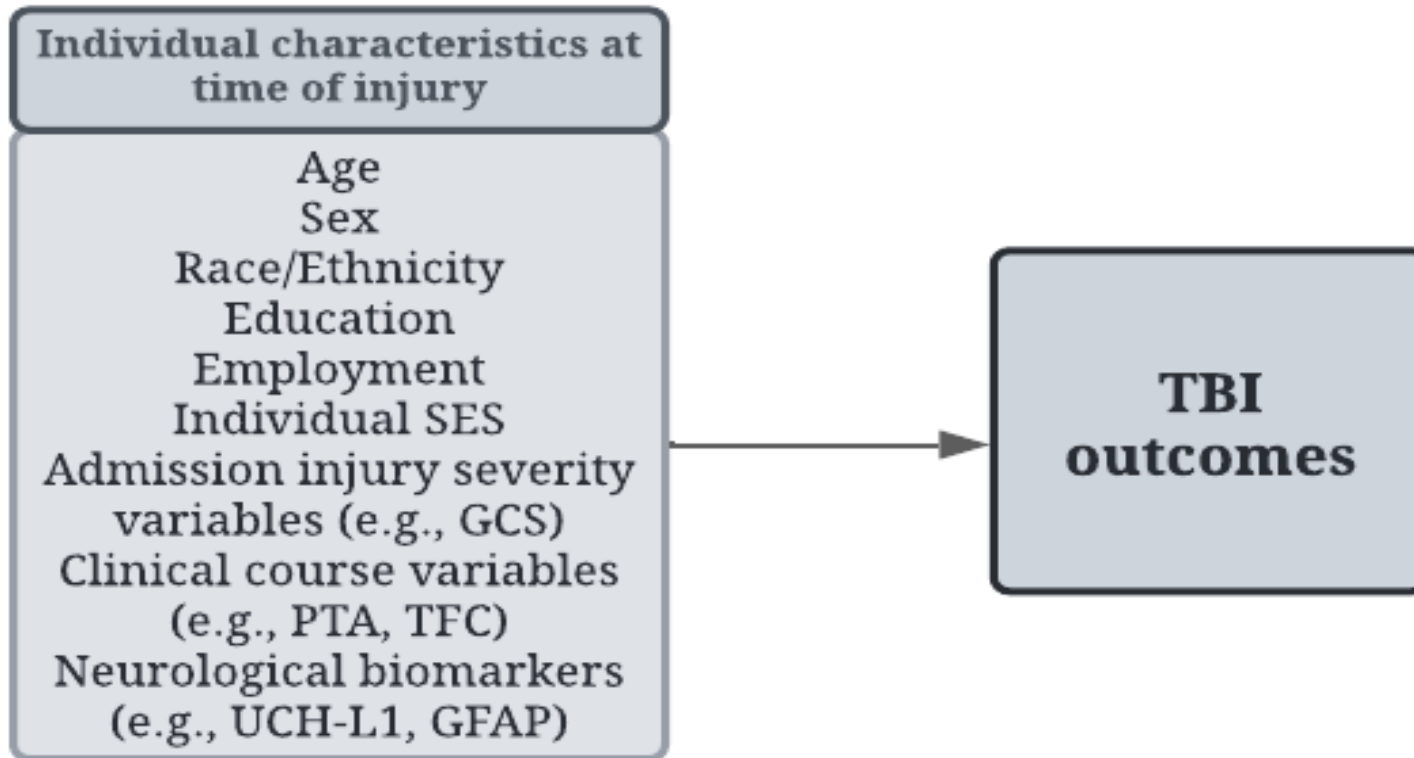 Individual characteristics at
time of injury
Age
Sex
Race/Ethnicity
Education
Employment
Individual SES
Admission injury severity
variables (e.g., GCS)
Clinical course variables
(e.g., PTA, TFC)
Neurological biomarkers
(e.g., UCH-L1, GFAP)
TBI
outcomes